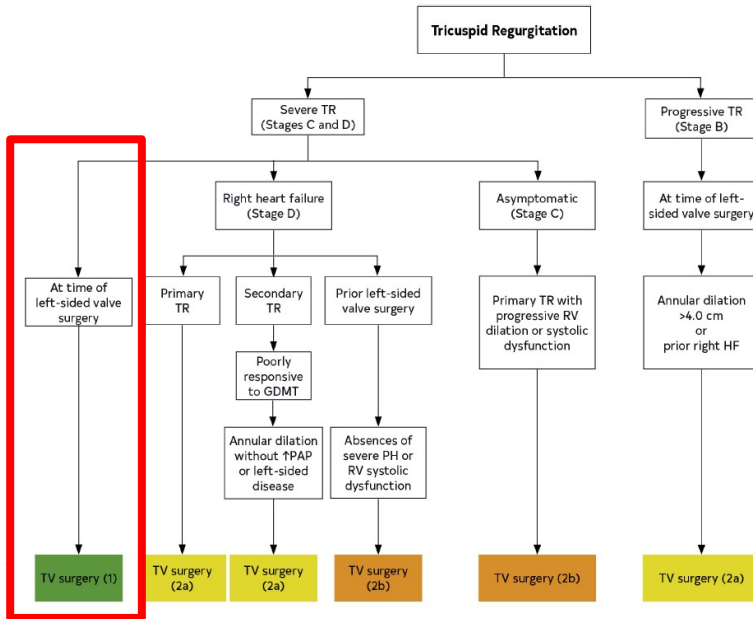 Tricuspid Regurgitation
Severe TR
(Stages C and D)
Progressive TR
(Stage B)
Right heart failure
(Stage D)
Asymptomatic
(Stage C)
At time of left-
sided valve
surgery
At time of
left-sided valve
surgery
Primary
TR
Secondary
TR
Prior left-sided
valve surgery
Primary TR with
progressive RV
dilation or systolic
dysfunction
Annular dilation
>4.0 cm
or
prior right HF
Poorly
responsive
to GDMT
Annular dilation
without ↑PAP
or left-sided
disease
Absences of
severe PH or
RV systolic
dysfunction
TV surgery (1)
TV surgery
(2a)
TV surgery
(2a)
TV surgery
(2b)
TV surgery (2b)
TV surgery (2a)